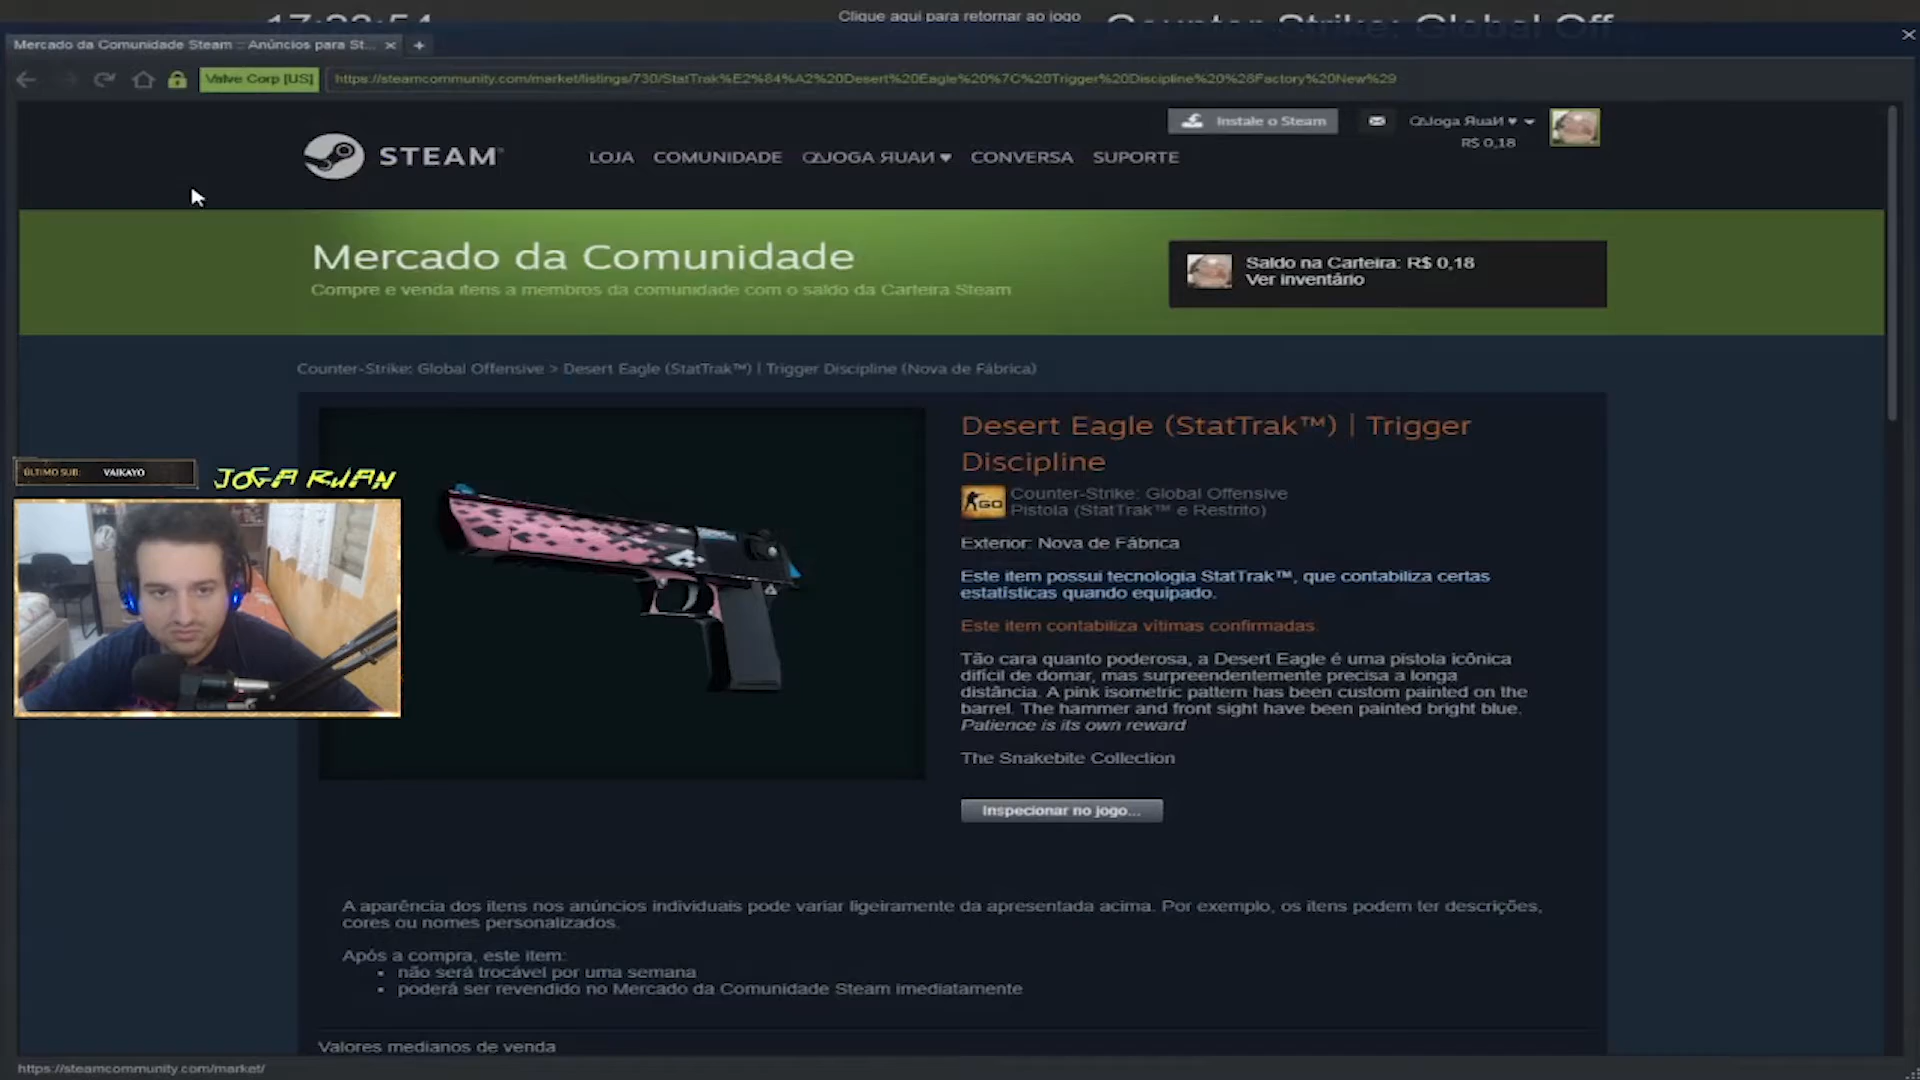 Clique aqui para retornar ao jogo
Mercado da Comunidade Steam :: Anúncios para St...
Valve Corp [US]
https://steamcommunity.com/market/listings/730/StatTrak%E2%84%A2%20Desert%20Eagle%20%7C%20Trigger%20Discipline%20%28Factory%20New%29
Instale o Steam
Joga ЯuaИ ♥
R$ 0,18
STEAM
LOJA COMUNIDADE JOGA ЯUAИ ♥ CONVERSA SUPORTE
Mercado da Comunidade
Compre e venda itens a membros da comunidade com o saldo da Carteira Steam
Saldo na Carteira: R$ 0,18
Ver inventário
Counter-Strike: Global Offensive > Desert Eagle (StatTrak™) | Trigger Discipline (Nova de Fábrica)
Desert Eagle (StatTrak™) | Trigger
Discipline
GO
Counter-Strike: Global Offensive
Pistola (StatTrak™ e Restrito)
Exterior: Nova de Fábrica
Este item possui tecnologia StatTrak™, que contabiliza certas
estatísticas quando equipado.
Este item contabiliza vítimas confirmadas.
Tão cara quanto poderosa, a Desert Eagle é uma pistola icônica
difícil de domar, mas surpreendentemente precisa a longa
distância. A pink isometric pattern has been custom painted on the
barrel. The hammer and front sight have been painted bright blue.
Patience is its own reward
The Snakebite Collection
Inspecionar no jogo...
ÚLTIMO SUB: VAIKAYO
JOGA RUAN
A aparência dos itens nos anúncios individuais pode variar ligeiramente da apresentada acima. Por exemplo, os itens podem ter descrições,
cores ou nomes personalizados.
Após a compra, este item:
não será trocável por uma semana
poderá ser revendido no Mercado da Comunidade Steam imediatamente
Valores medianos de venda
https://steamcommunity.com/market/